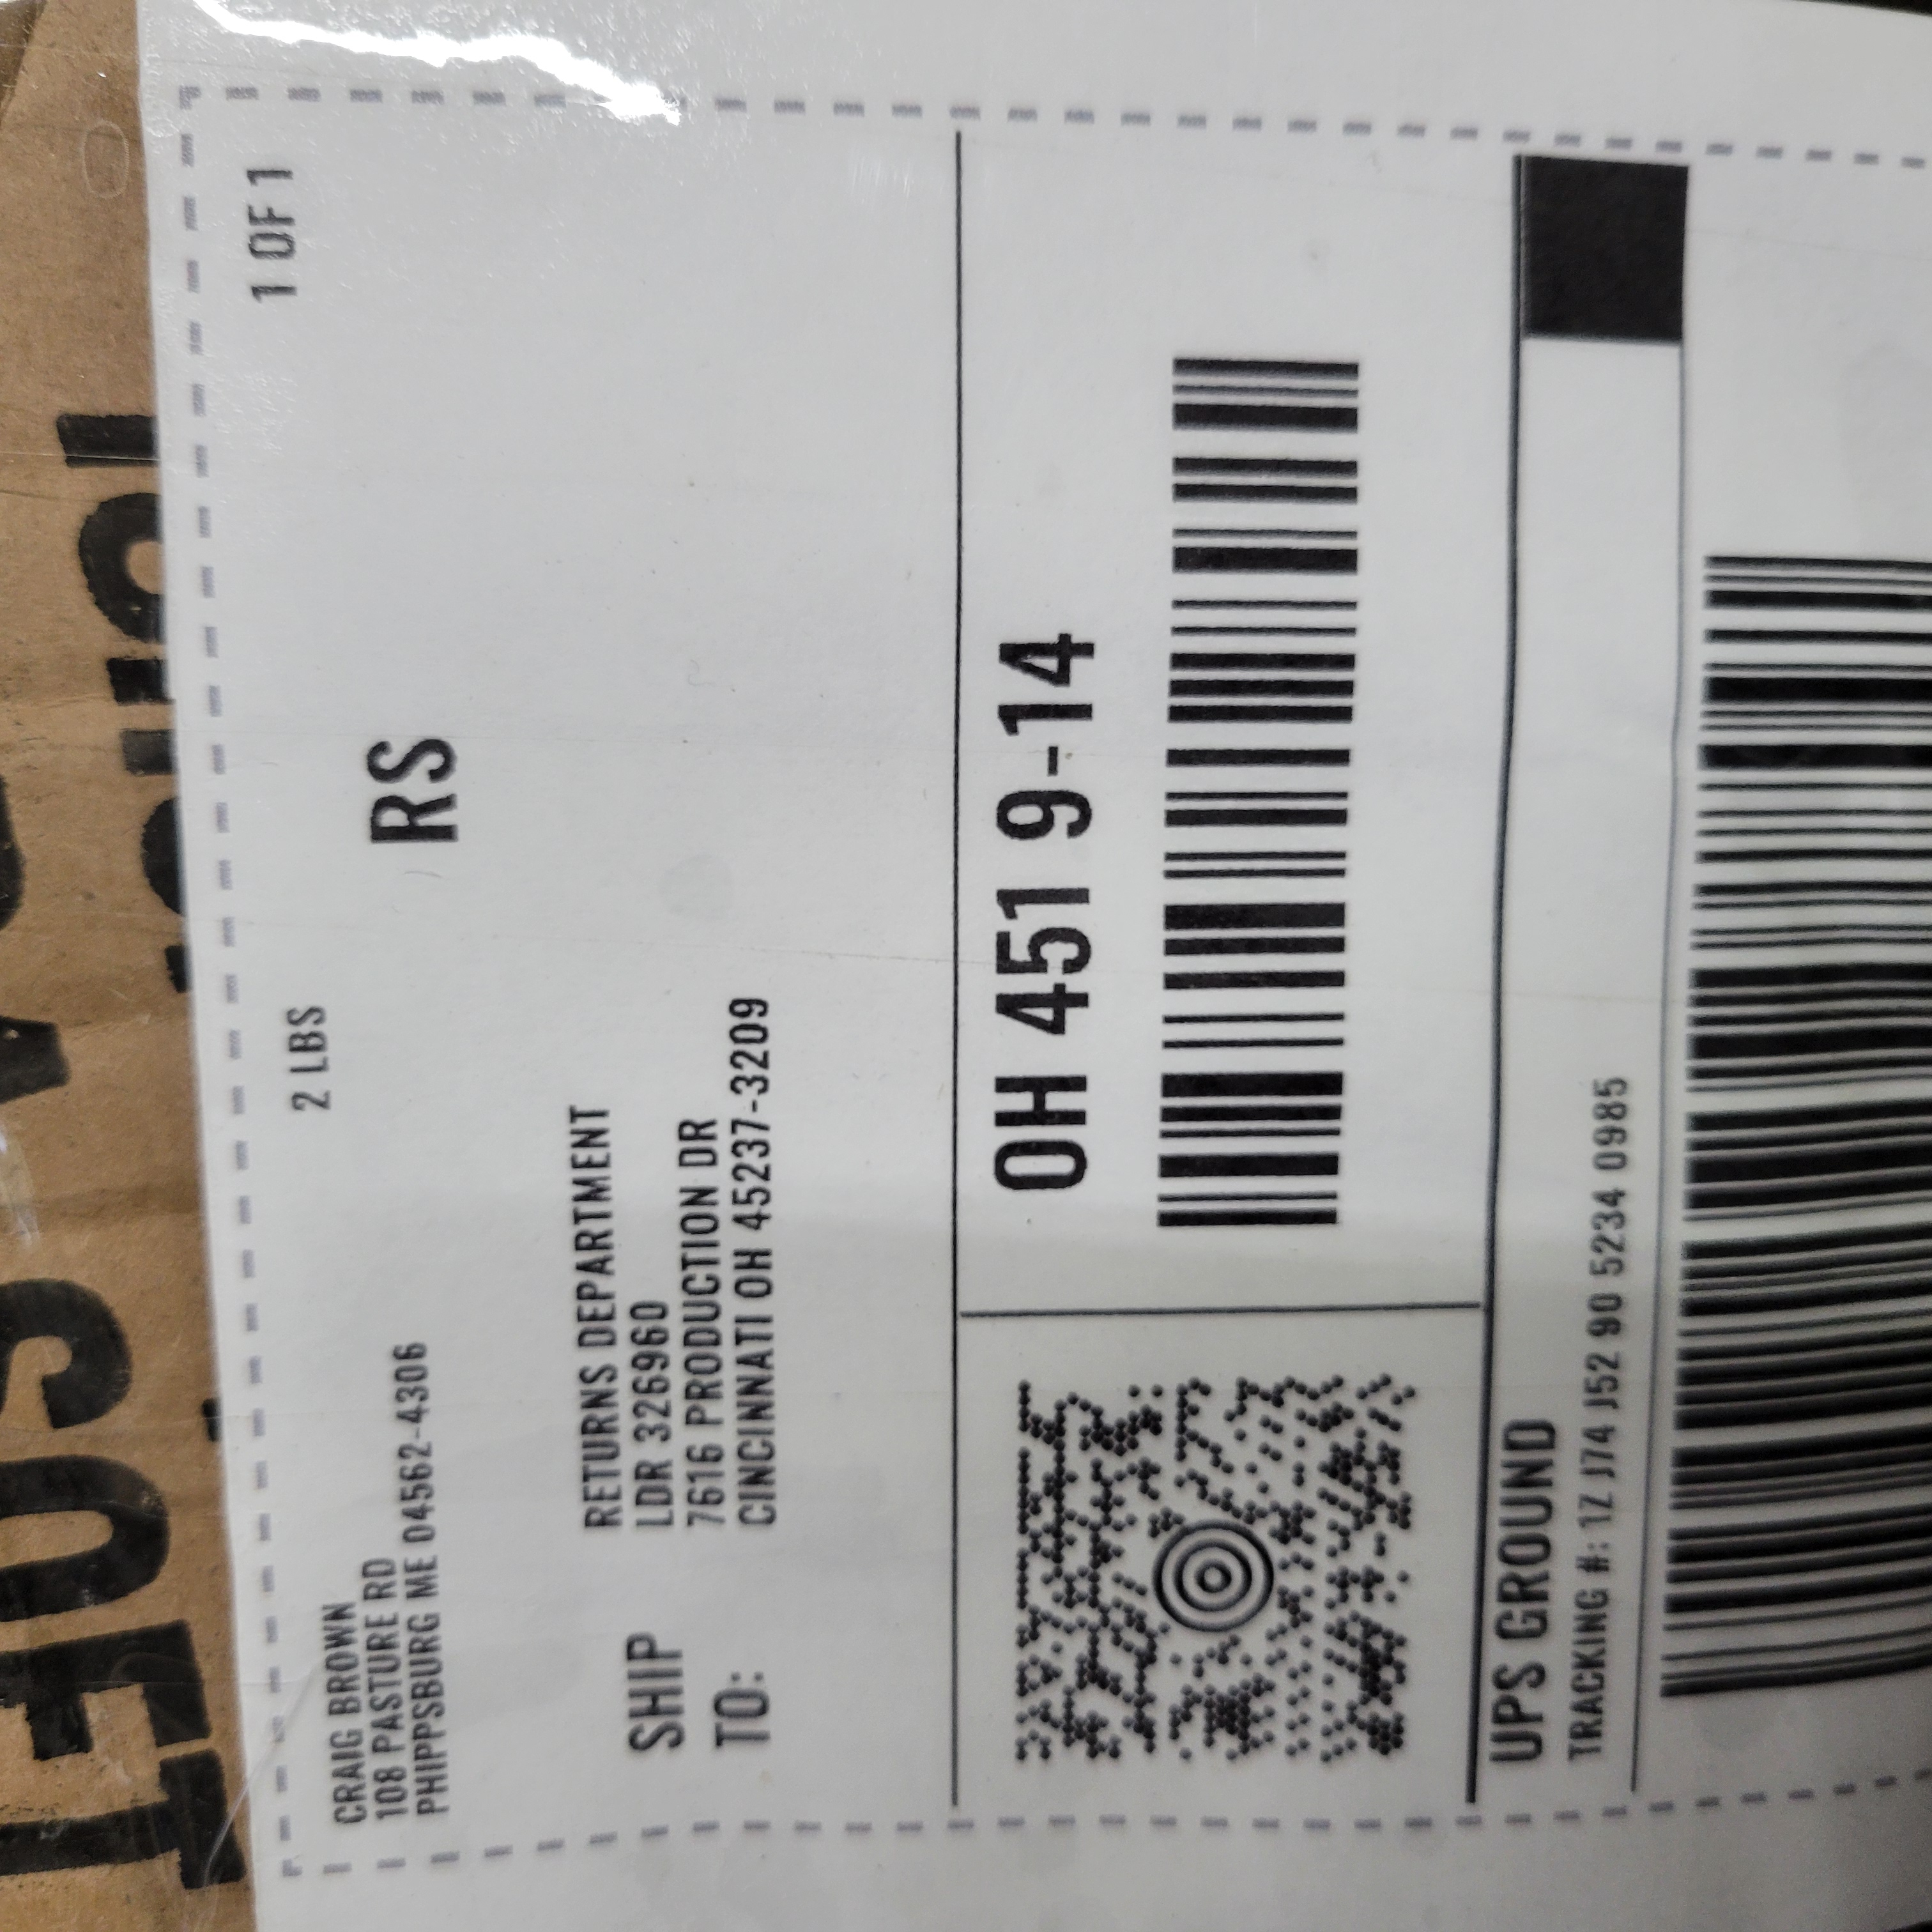 1 OF 1
2 LBS
CRAIG BROWN
108 PASTURE RD
PHIPPSBURG ME 04562-4306
RS
SHIP
TO:
RETURNS DEPARTMENT
LDR 326960
7616 PRODUCTION DR
CINCINNATI OH 45237-3209
OH 451 9-14
UPS GROUND
TRACKING #: 1Z J74 J52 90 5234 0985